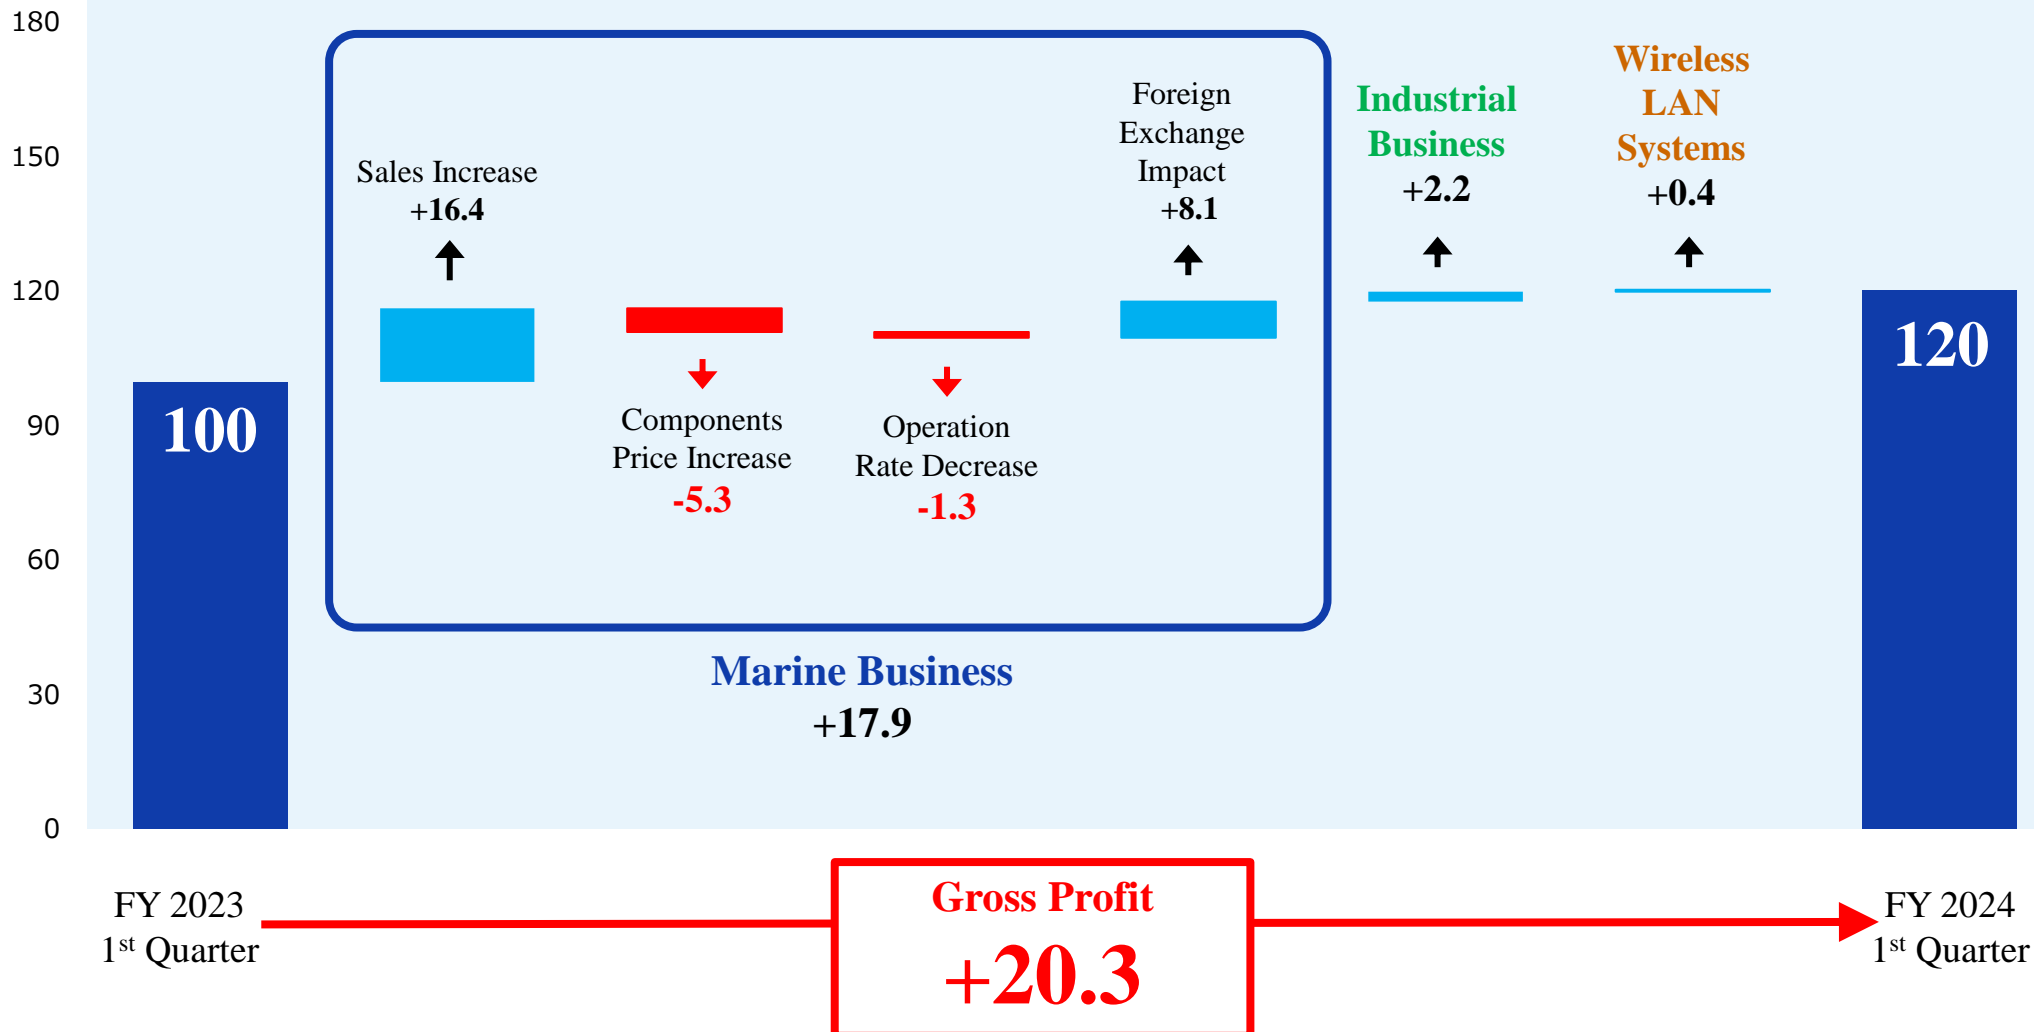 180
150
120
90
60
30
0
100
Sales Increase
+16.4
Components
Price Increase
-5.3
Operation
Rate Decrease
-1.3
Foreign
Exchange
Impact
+8.1
Marine Business
+17.9
Industrial
Business
+2.2
Wireless
LAN
Systems
+0.4
120
FY 2023
1st Quarter
Gross Profit
+20.3
FY 2024
1st Quarter